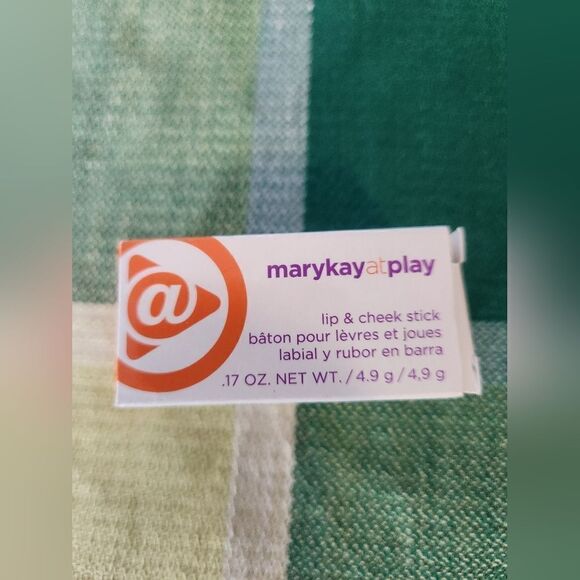 @
marykayatplay
lip & cheek stick
bâton pour lèvres et joues
labial y rubor en barra
.17 OZ. NET WT. / 4.9 g / 4,9 g